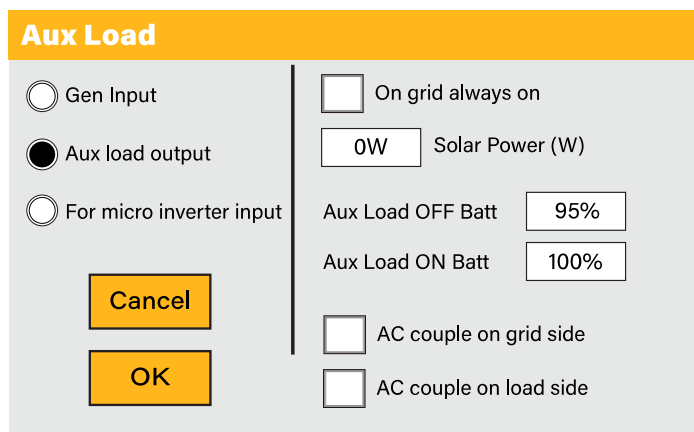 Aux Load
Gen Input
Aux load output
For micro inverter input
Cancel
OK
On grid always on
0W Solar Power (W)
Aux Load OFF Batt 95%
Aux Load ON Batt 100%
AC couple on grid side
AC couple on load side